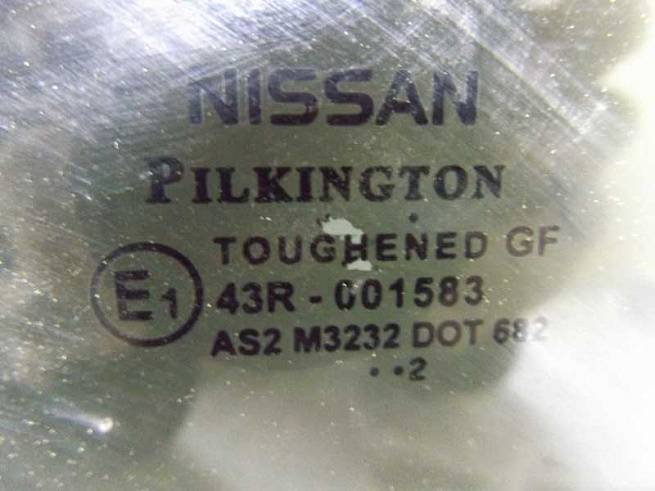 NISSAN
PILKINGTON
TOUGHENED GF
E1 43R - 001583
AS2 M3232 DOT 682
..2